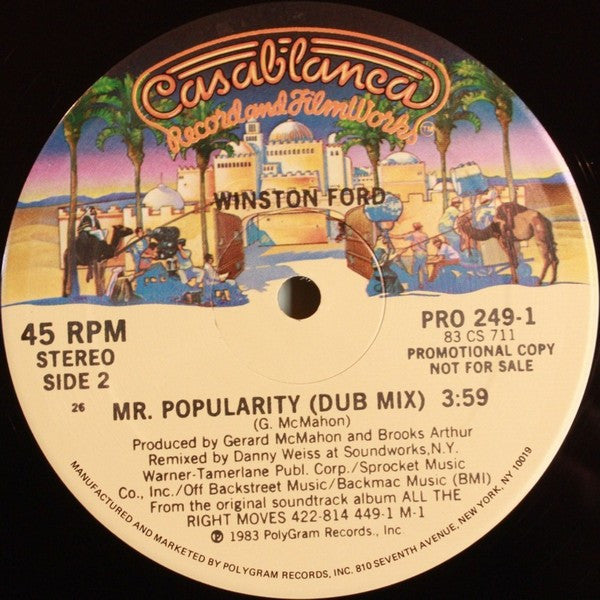 Casablanca
Record and FilmWorks™
WINSTON FORD
45 RPM
STEREO
SIDE 2
PRO 249-1
83 CS 711
PROMOTIONAL COPY
NOT FOR SALE
26
MR. POPULARITY (DUB MIX) 3:59
(G. McMahon)
Produced by Gerard McMahon and Brooks Arthur
Remixed by Danny Weiss at Soundworks,N.Y.
Warner-Tamerlane Publ. Corp./Sprocket Music
Co., Inc./Off Backstreet Music/Backmac Music (BMI)
From the original soundtrack album ALL THE
RIGHT MOVES 422-814 449-1 M-1
℗ 1983 PolyGram Records, Inc.
MANUFACTURED AND MARKETED BY POLYGRAM RECORDS, INC. 810 SEVENTH AVENUE, NEW YORK, NY 10019